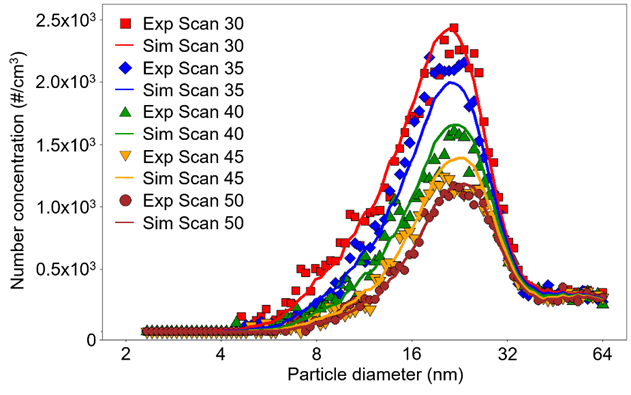 Exp Scan 30
Sim Scan 30
Exp Scan 35
Sim Scan 35
Exp Scan 40
Sim Scan 40
Exp Scan 45
Sim Scan 45
Exp Scan 50
Sim Scan 50
Number concentration (#/cm³)
2.5x10³
2.0x10³
1.5x10³
1.0x10³
0.5x10³
0
2 4 8 16 32 64
Particle diameter (nm)